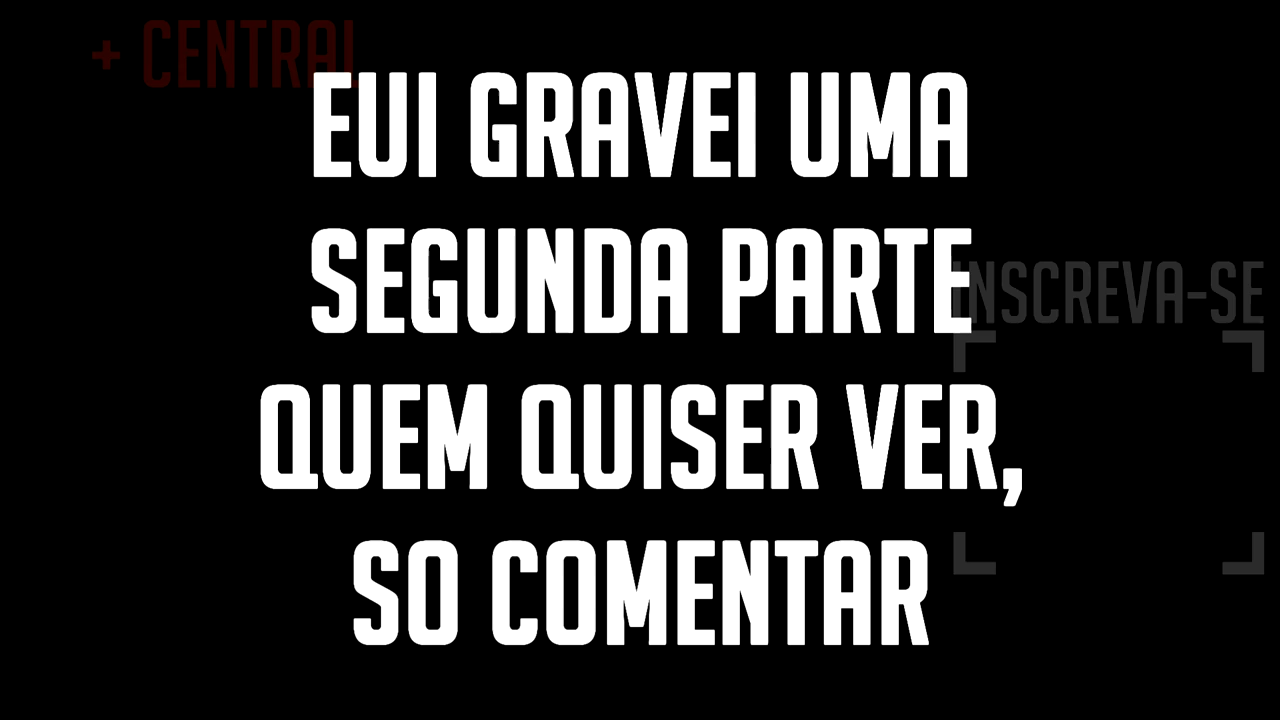 + CENTRAL
EUI GRAVEI UMA
SEGUNDA PARTE
INSCREVA-SE
QUEM QUISER VER,
SO COMENTAR